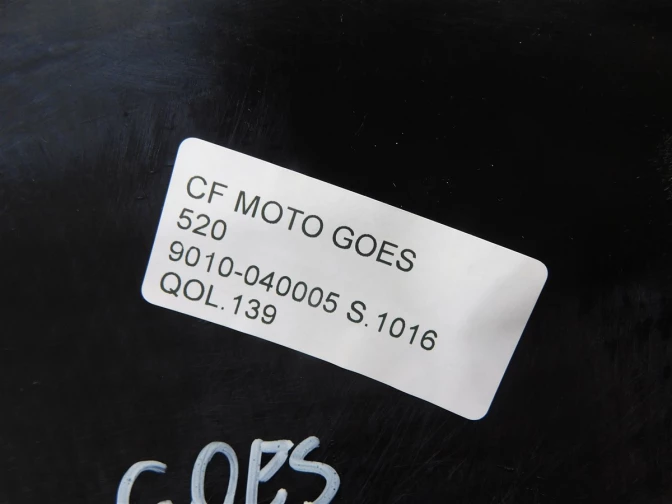 CF MOTO GOES
520
9010-040005 S.1016
QOL.139
GOES